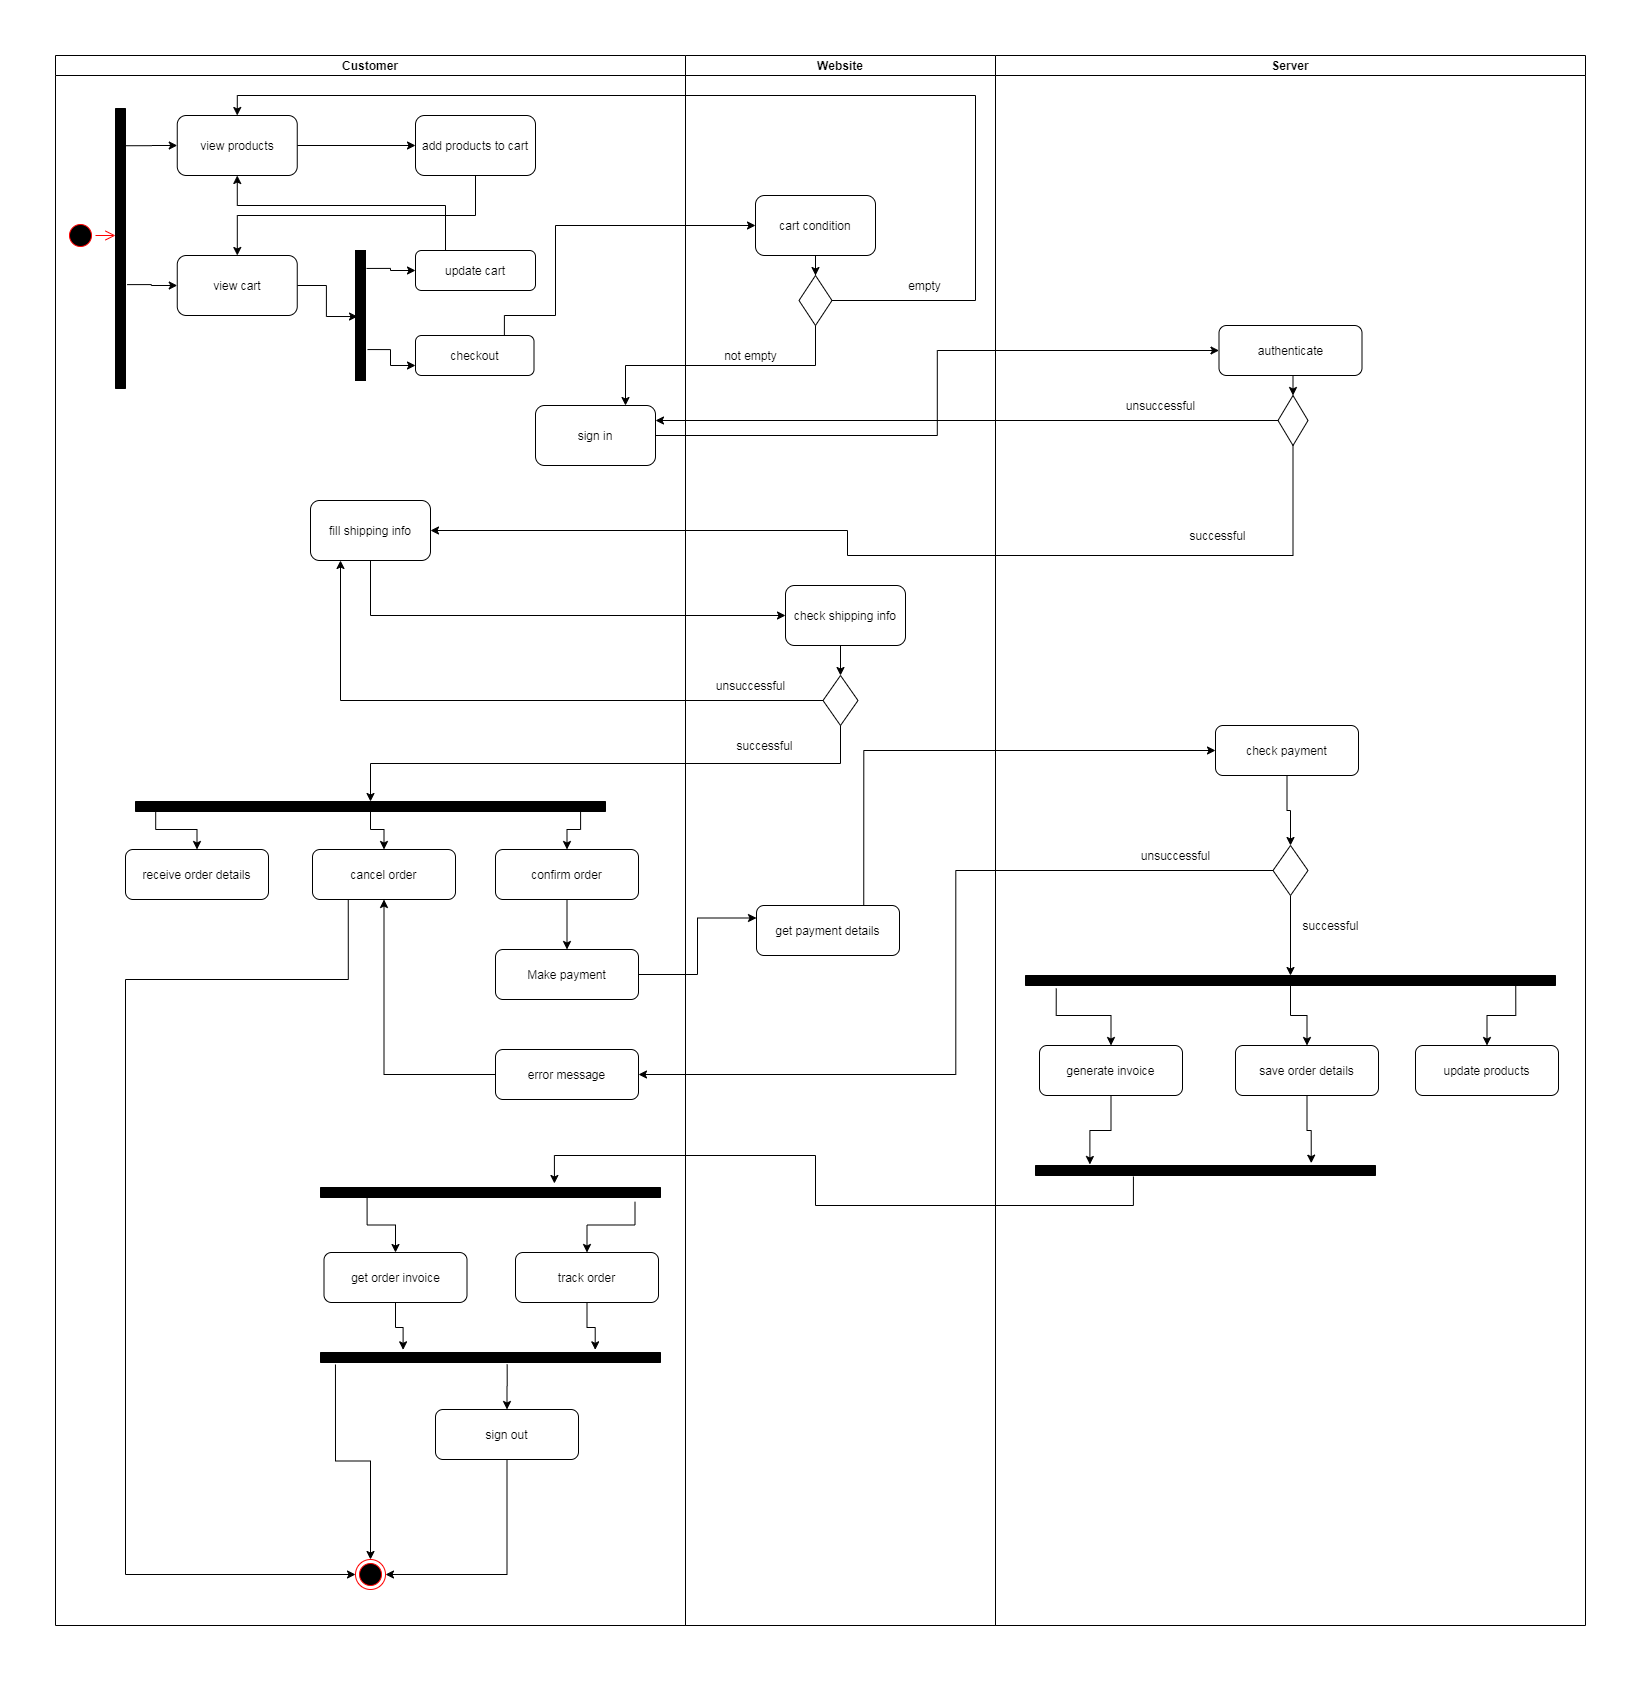 Customer
Website
Server
view products
add products to cart
cart condition
view cart
update cart
empty
checkout
not empty
authenticate
unsuccessful
sign in
fill shipping info
successful
check shipping info
unsuccessful
successful
check payment
receive order details
cancel order
confirm order
unsuccessful
get payment details
successful
Make payment
error message
generate invoice
save order details
update products
get order invoice
track order
sign out